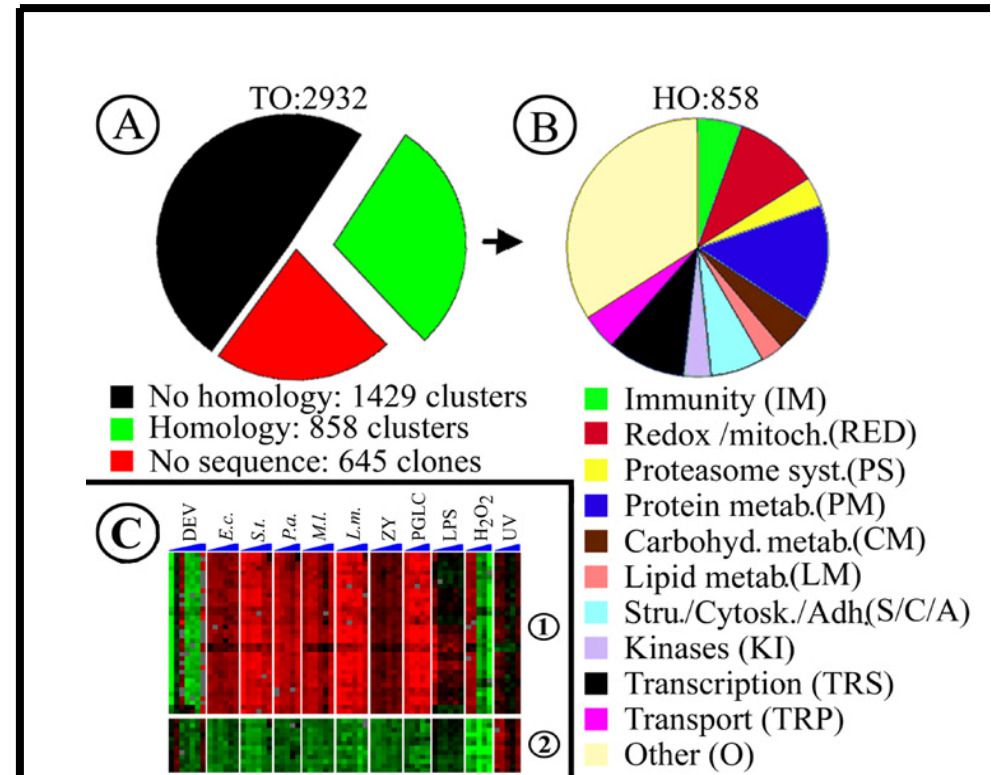 A
TO:2932
B
HO:858
No homology: 1429 clusters
Homology: 858 clusters
No sequence: 645 clones
Immunity (IM)
Redox /mitoch.(RED)
Proteasome syst.(PS)
Protein metab.(PM)
Carbohyd. metab.(CM)
Lipid metab.(LM)
Stru./Cytosk./Adh.(S/C/A)
Kinases (KI)
Transcription (TRS)
Transport (TRP)
Other (O)
C
DEV
E.c.
S.t.
P.a.
M.l.
L.m.
ZY
PGLC
LPS
H₂O₂
UV
1
2